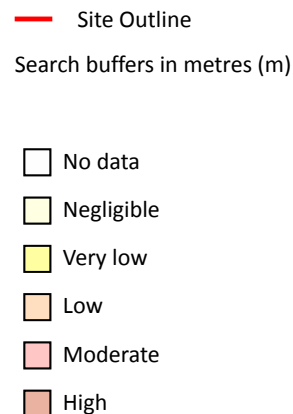 Site Outline
Search buffers in metres (m)
No data
Negligible
Very low
Low
Moderate
High